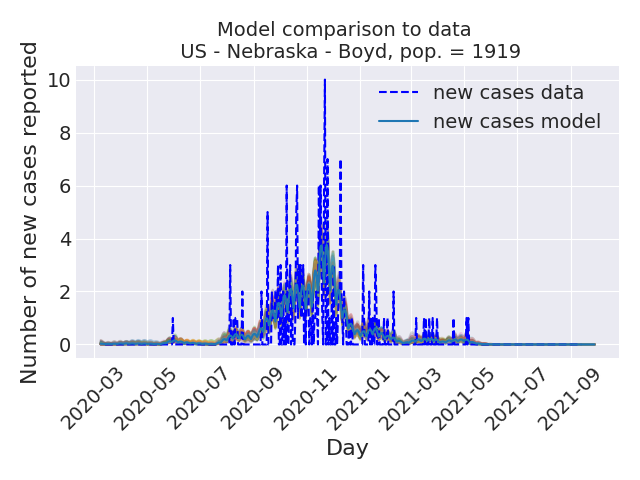 Model comparison to data
US - Nebraska - Boyd, pop. = 1919
Number of new cases reported
10
8
6
4
2
0
new cases data
new cases model
2020-03
2020-05
2020-07
2020-09
2020-11
2021-01
2021-03
2021-05
2021-07
2021-09
Day